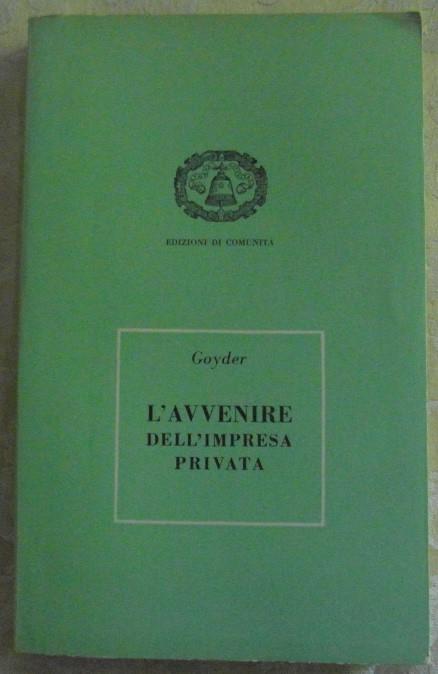 EDIZIONI DI COMUNITÀ
Goyder
L'AVVENIRE
DELL'IMPRESA
PRIVATA